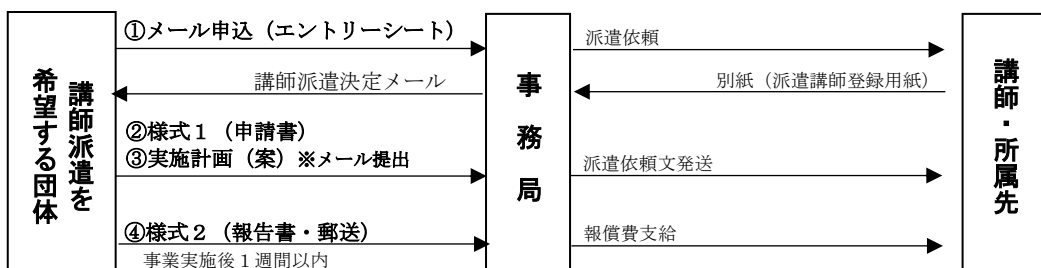 講師派遣を
希望する団体
①メール申込（エントリーシート）
講師派遣決定メール
②様式１（申請書）
③実施計画（案）※メール提出
④様式２（報告書・郵送）
事業実施後１週間以内
事務局
派遣依頼
別紙（派遣講師登録用紙）
派遣依頼文発送
報償費支給
講師・所属先